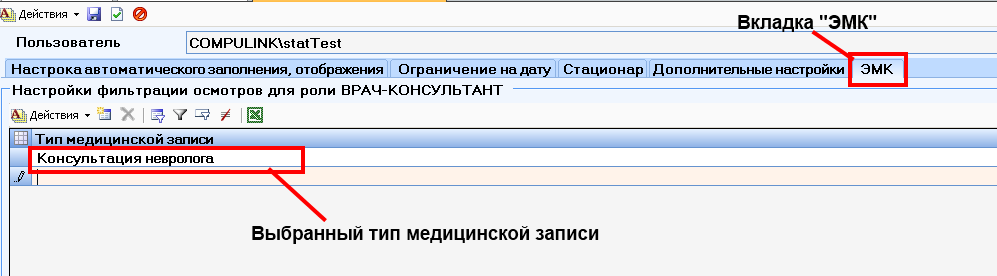 Действия
Вкладка "ЭМК"
Пользователь COMPULINK\statTest
Настрока автоматического заполнения, отображения Ограничение на дату Стационар Дополнительные настройки ЭМК
Настройки фильтрации осмотров для роли ВРАЧ-КОНСУЛЬТАНТ
Действия
Тип медицинской записи
Консультация невролога
Выбранный тип медицинской записи